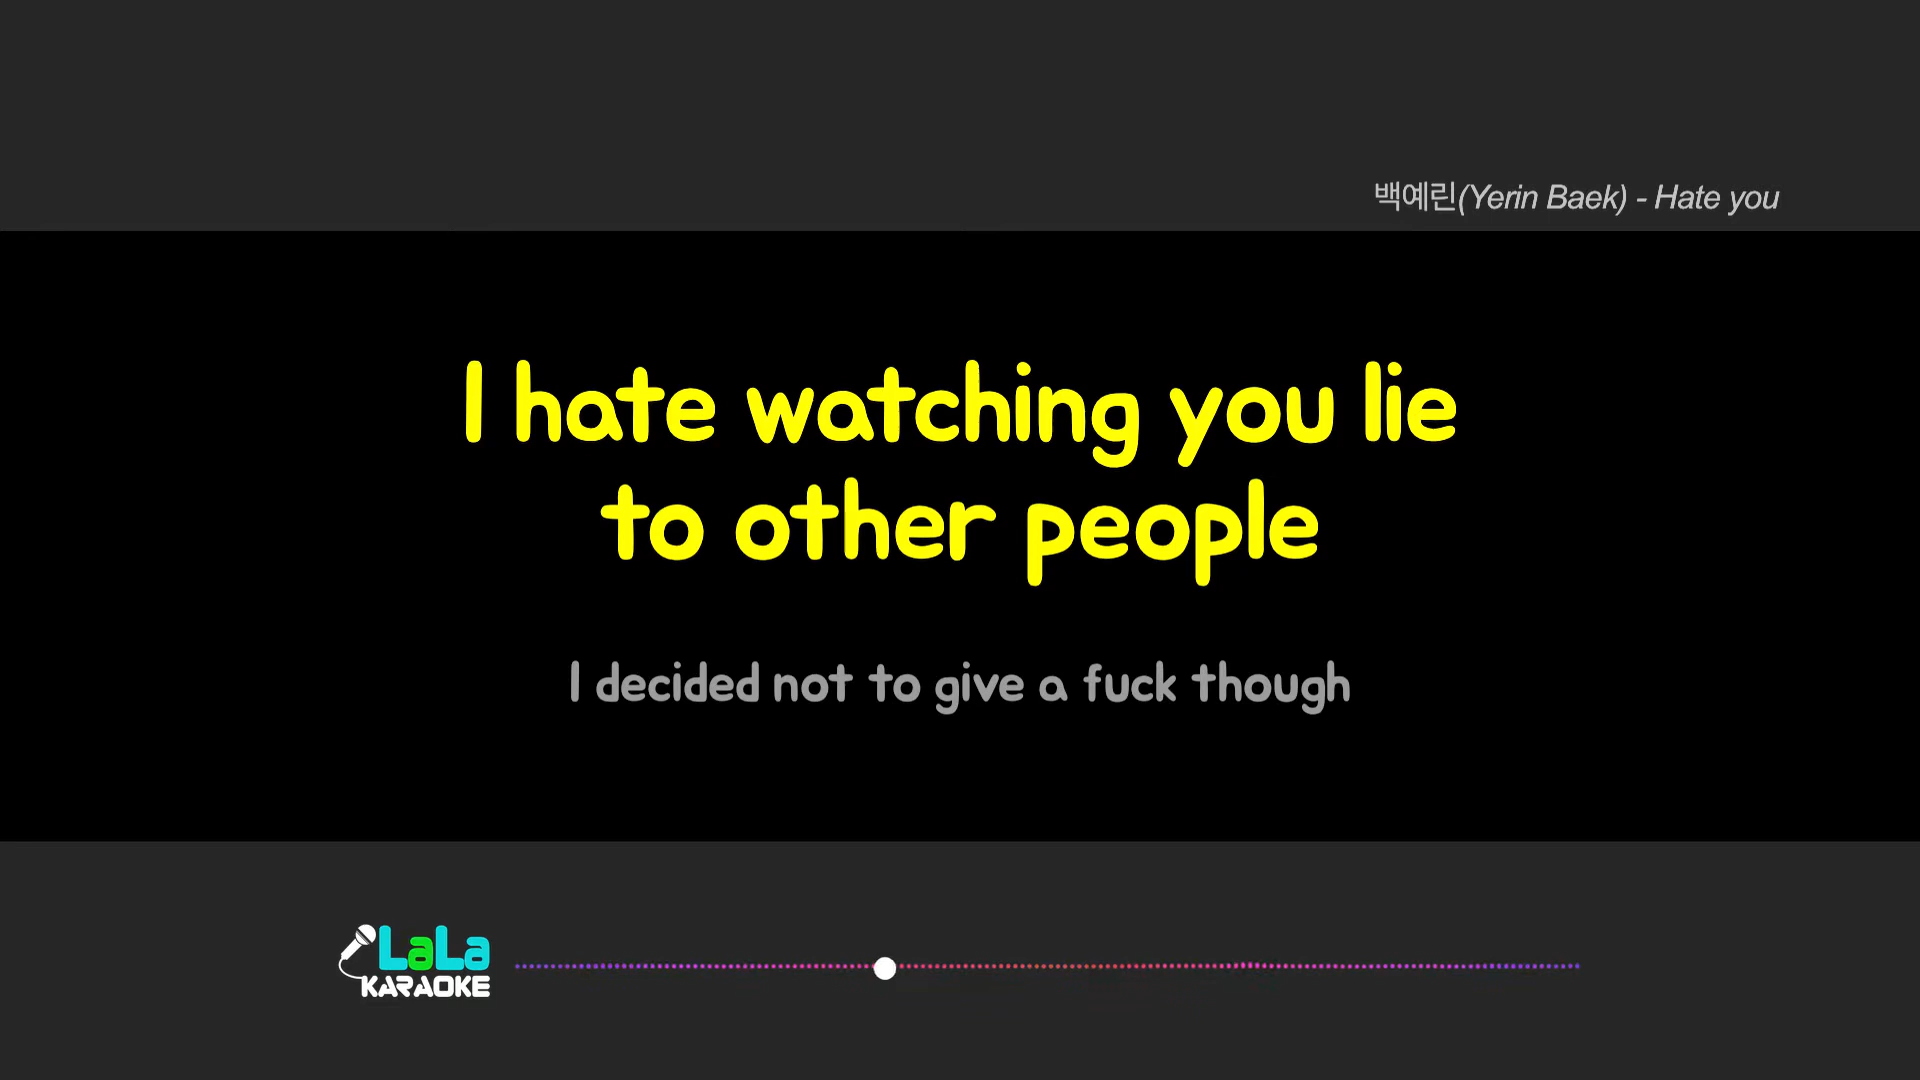 백예린(Yerin Baek) - Hate you
I hate watching you lie
to other people
I decided not to give a fuck though
LaLa
KARAOKE